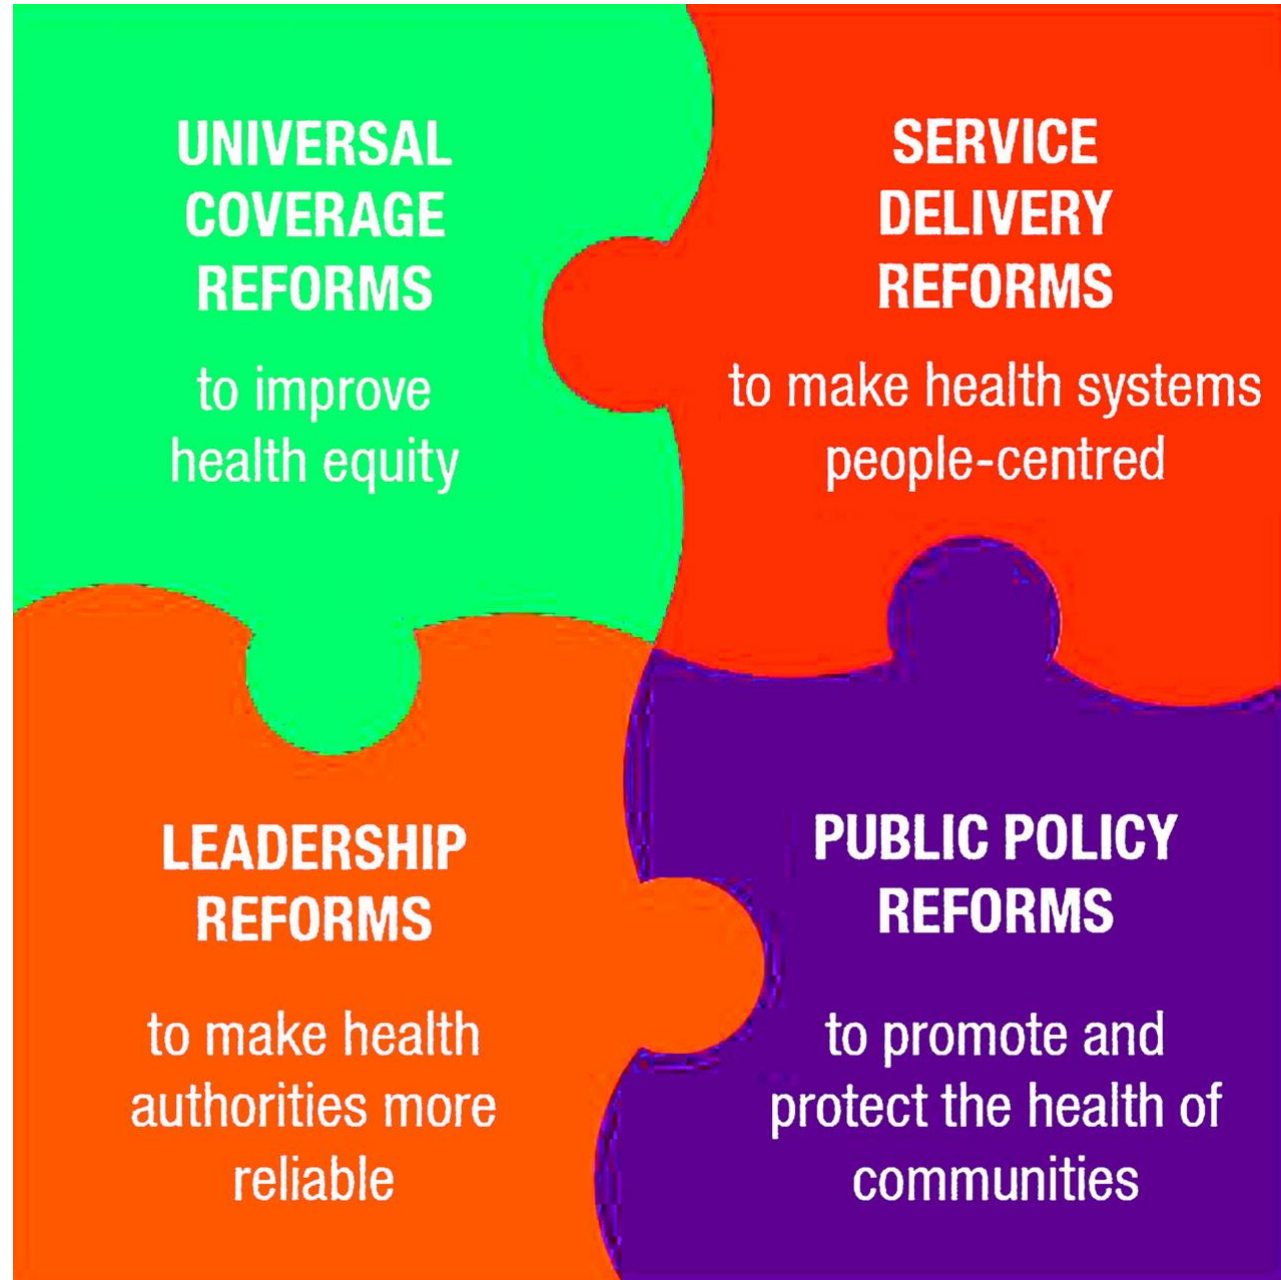 UNIVERSAL
COVERAGE
REFORMS
to improve
health equity
SERVICE
DELIVERY
REFORMS
to make health systems
people-centred
LEADERSHIP
REFORMS
to make health
authorities more
reliable
PUBLIC POLICY
REFORMS
to promote and
protect the health of
communities